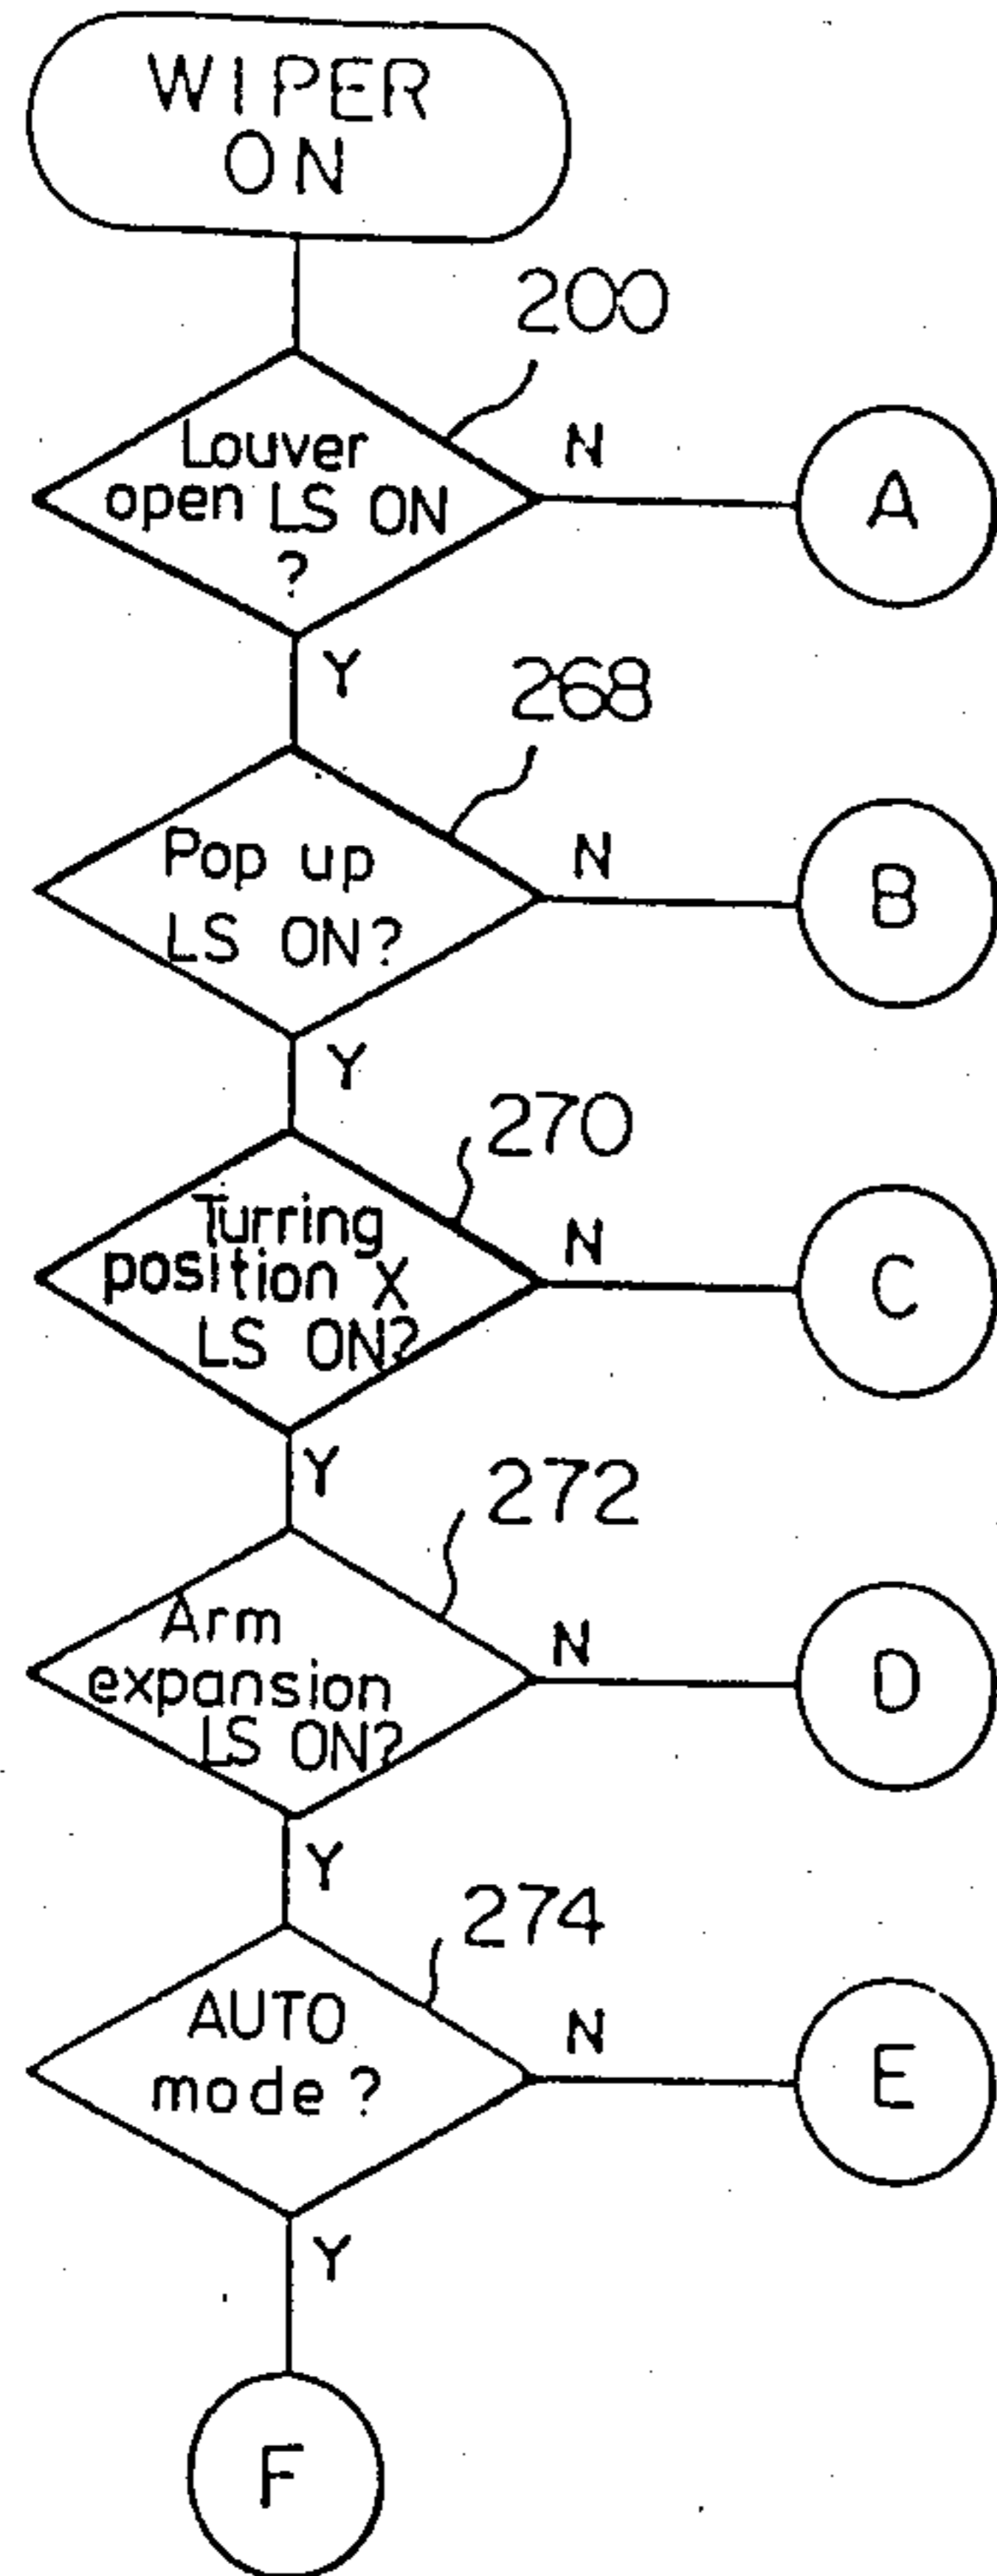 WIPER
ON
200
Louver
open LS ON
?
N
A
Y
268
Pop up
LS ON?
N
B
Y
270
Turring
position X
LS ON?
N
C
Y
272
Arm
expansion
LS ON?
N
D
Y
274
AUTO
mode ?
N
E
Y
F